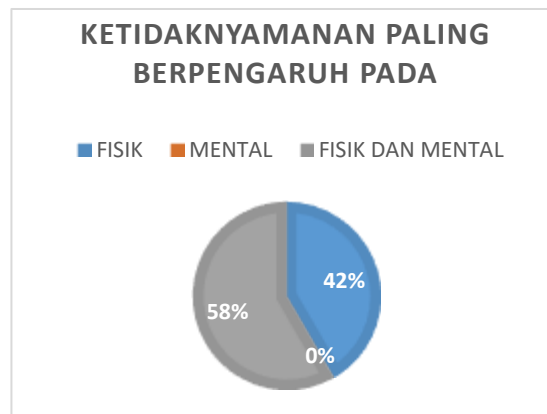 KETIDAKNYAMANAN PALING
BERPENGARUH PADA
FISIK MENTAL FISIK DAN MENTAL
42%
58%
0%